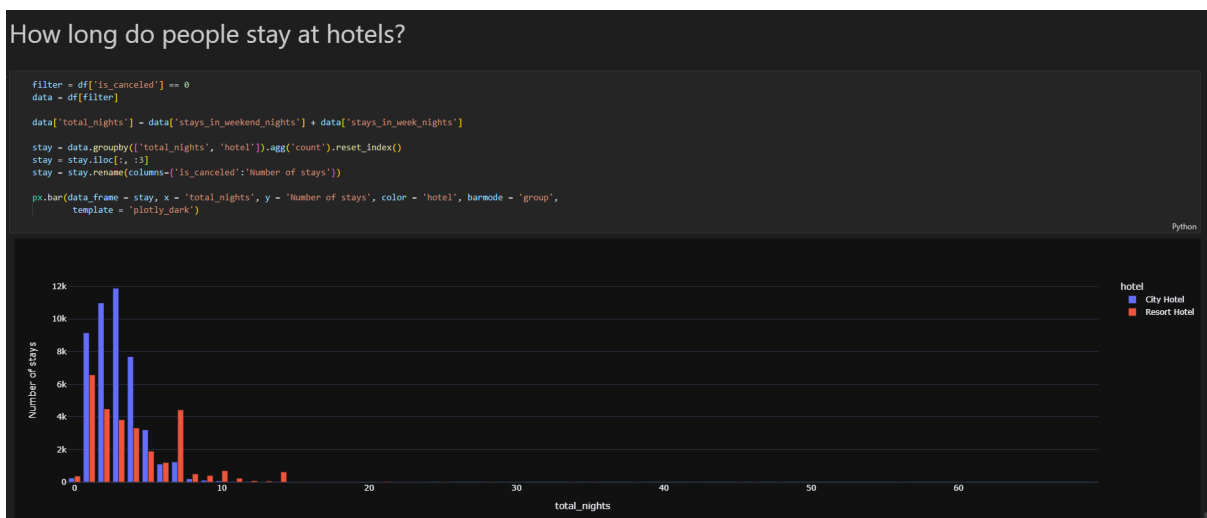 How long do people stay at hotels?
filter = df['is_canceled'] == 0
data = df[filter]
data['total_nights'] = data['stays_in_weekend_nights'] + data['stays_in_week_nights']
stay = data.groupby(['total_nights', 'hotel']).agg('count').reset_index()
stay = stay.iloc[:, :3]
stay = stay.rename(columns={'is_canceled':'Number of stays'})
px.bar(data_frame = stay, x = 'total_nights', y = 'Number of stays', color = 'hotel', barmode = 'group',
template = 'plotly_dark')
Python
12k
10k
8k
6k
4k
2k
0
Number of stays
0 10 20 30 40 50 60
total_nights
hotel
City Hotel
Resort Hotel